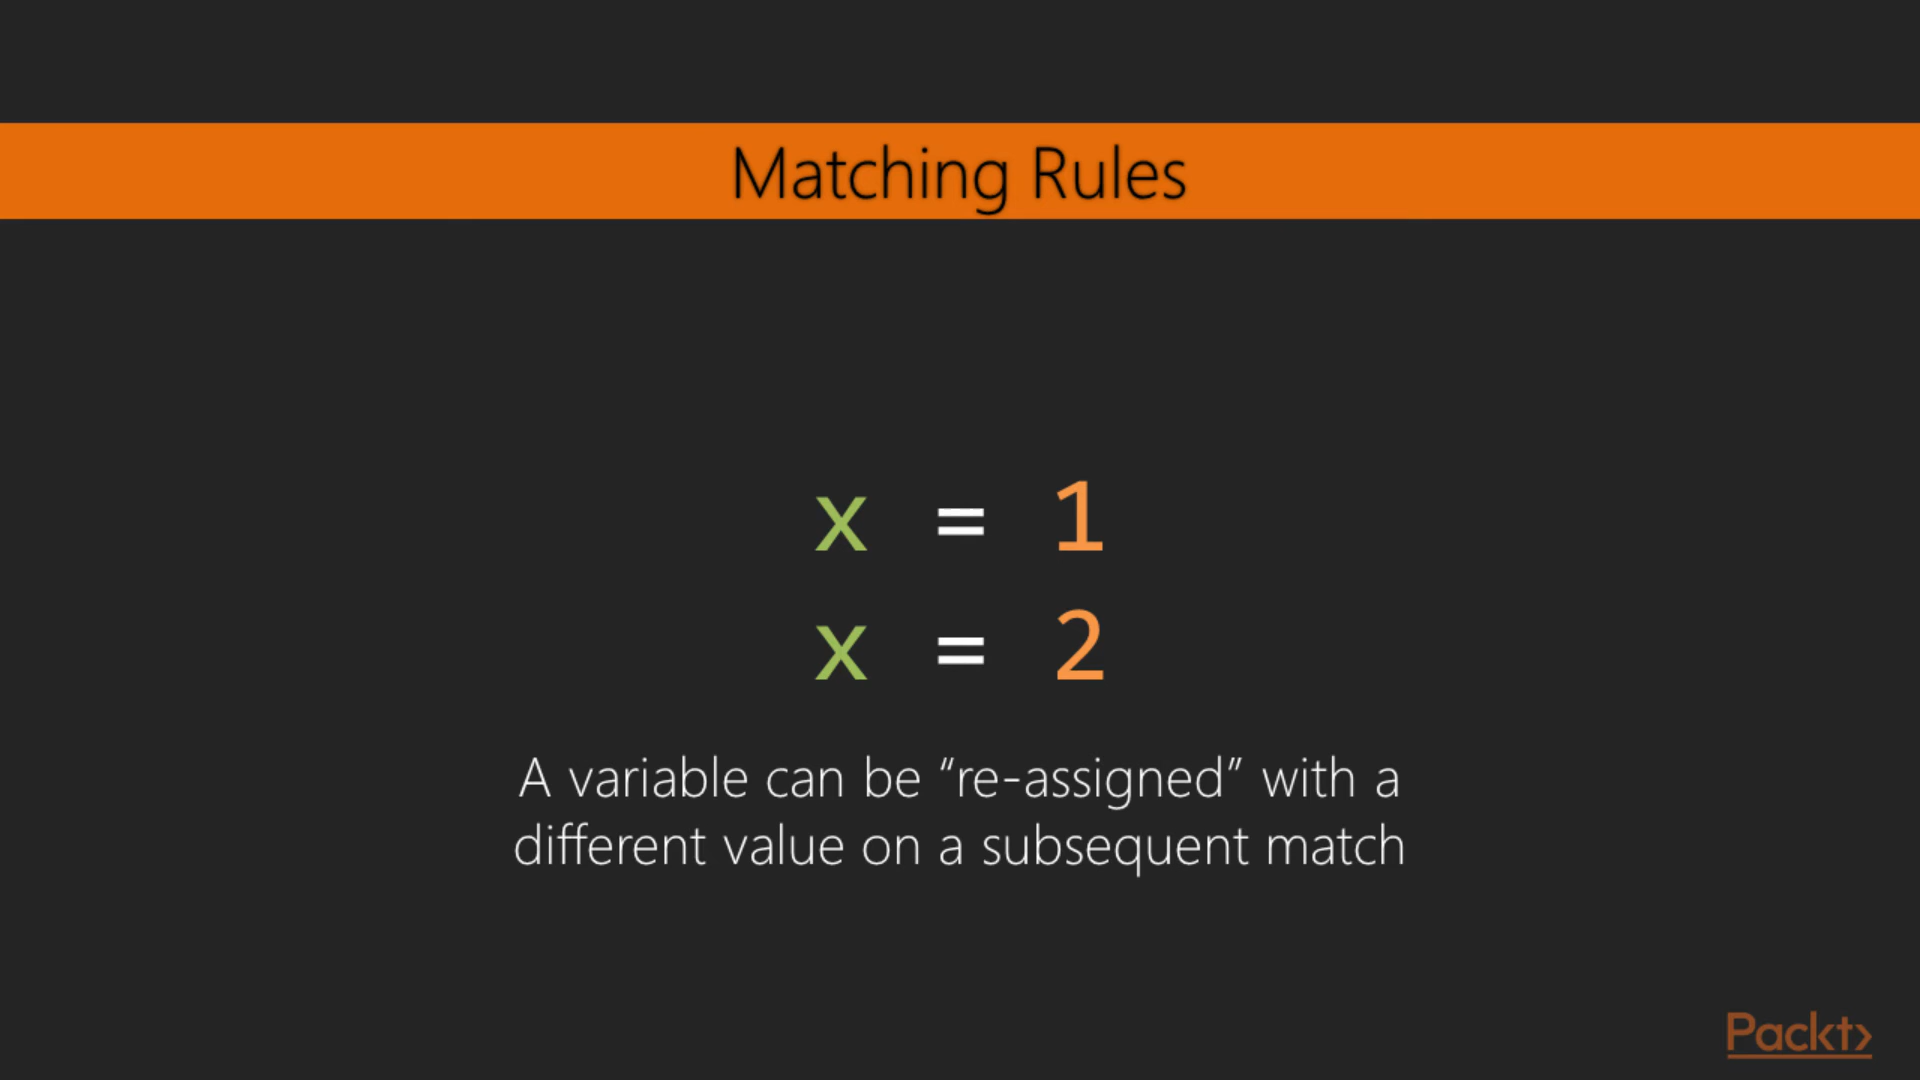 Matching Rules
x = 1
x = 2
A variable can be “re-assigned” with a
different value on a subsequent match
Packt>